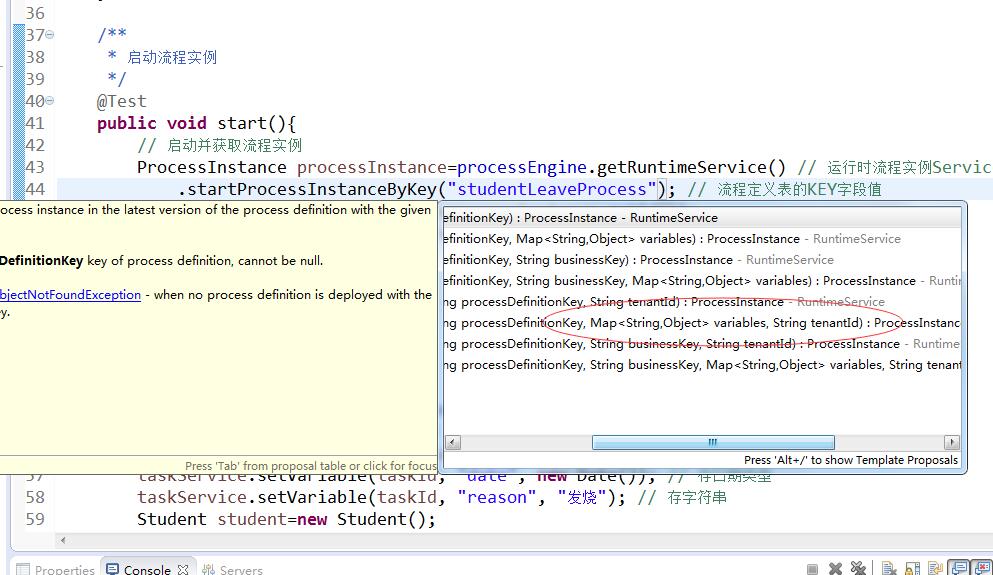 36
37 /**
38 * 启动流程实例
39 */
40 @Test
41 public void start(){
42 // 启动并获取流程实例
43 ProcessInstance processInstance=processEngine.getRuntimeService() // 运行时流程实例Servic
44 .startProcessInstanceByKey("studentLeaveProcess"); // 流程定义表的KEY字段值
ocess instance in the latest version of the process definition with the given
DefinitionKey key of process definition, cannot be null.
bjectNotFoundException - when no process definition is deployed with the
y.
Press 'Tab' from proposal table or click for focus
efinitionKey) : ProcessInstance - RuntimeService
efinitionKey, Map<String,Object> variables) : ProcessInstance - RuntimeService
efinitionKey, String businessKey) : ProcessInstance - RuntimeService
efinitionKey, String businessKey, Map<String,Object> variables) : ProcessInstance - Runti
ng processDefinitionKey, String tenantId) : ProcessInstance - RuntimeService
ng processDefinitionKey, Map<String,Object> variables, String tenantId) : ProcessInstanc
ng processDefinitionKey, String businessKey, String tenantId) : ProcessInstance - Runtime
ng processDefinitionKey, String businessKey, Map<String,Object> variables, String tenant
Press 'Alt+/' to show Template Proposals
57 taskService.setVariable(taskId, "date", new Date()); // 存日期类型
58 taskService.setVariable(taskId, "reason", "发烧"); // 存字符串
59 Student student=new Student();
Properties Console Servers